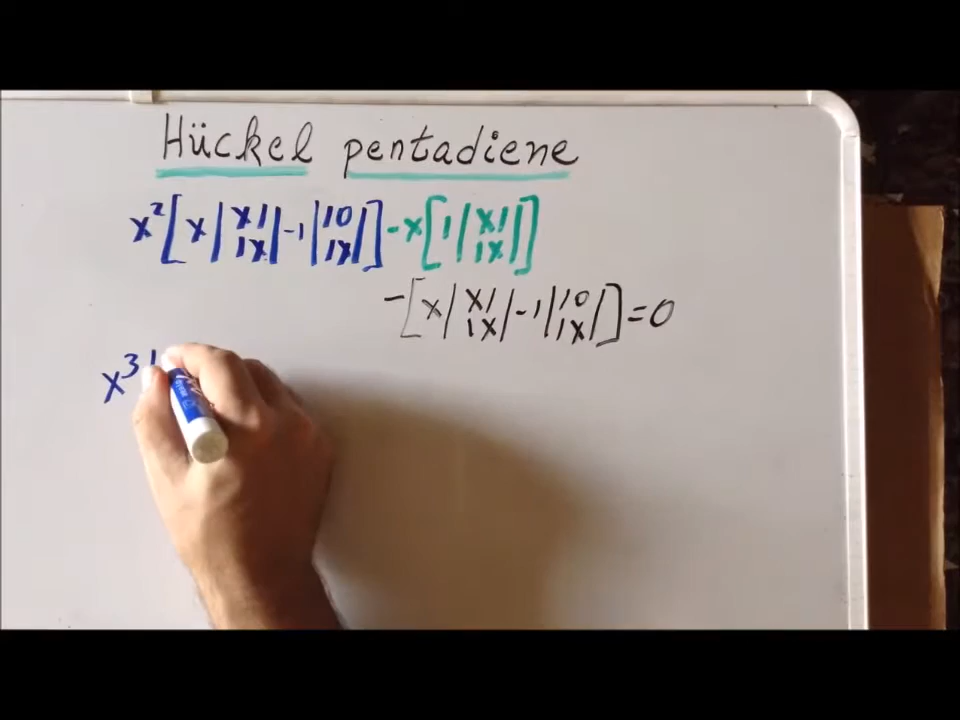 Hückel pentadiene
x²[x|x 1 / 1 x|-1|1 0 / 1 x|]-x[1|x 1 / 1 x|]
-[x|x 1 / 1 x|-1|1 0 / 1 x|]=0
x³|